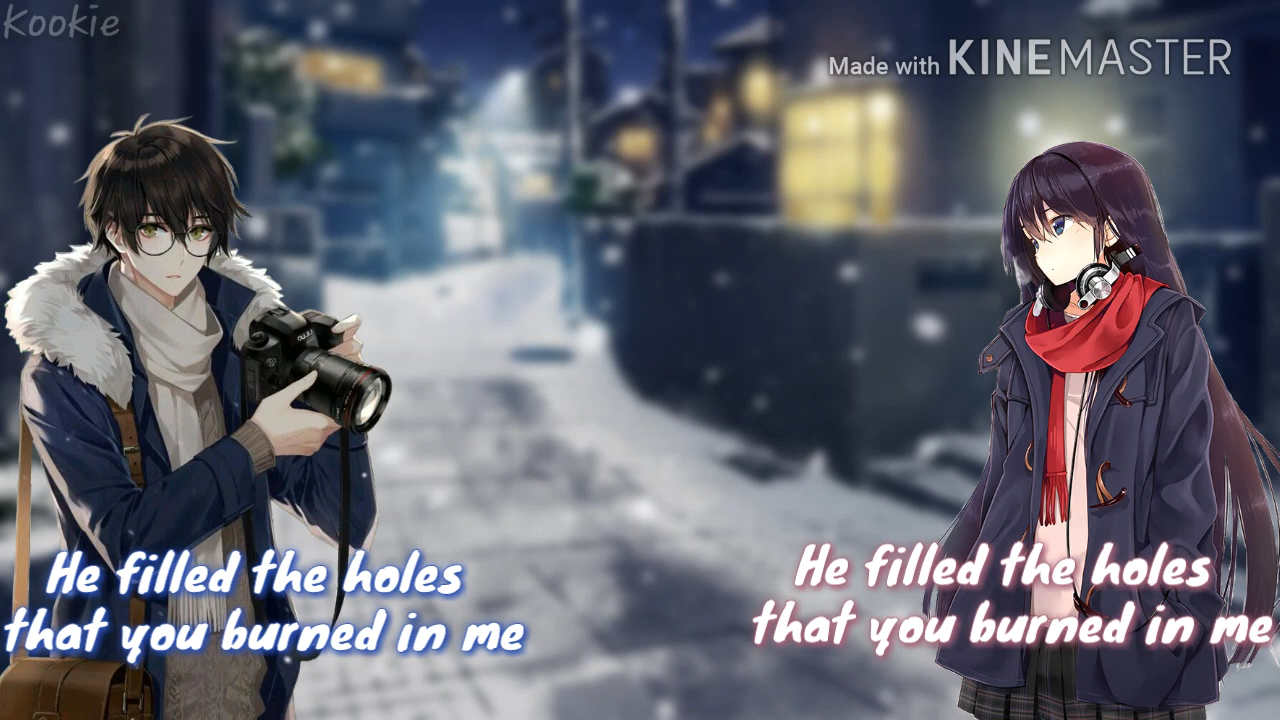 Kookie
Made with KINEMASTER
He filled the holes
that you burned in me
He filled the holes
that you burned in me